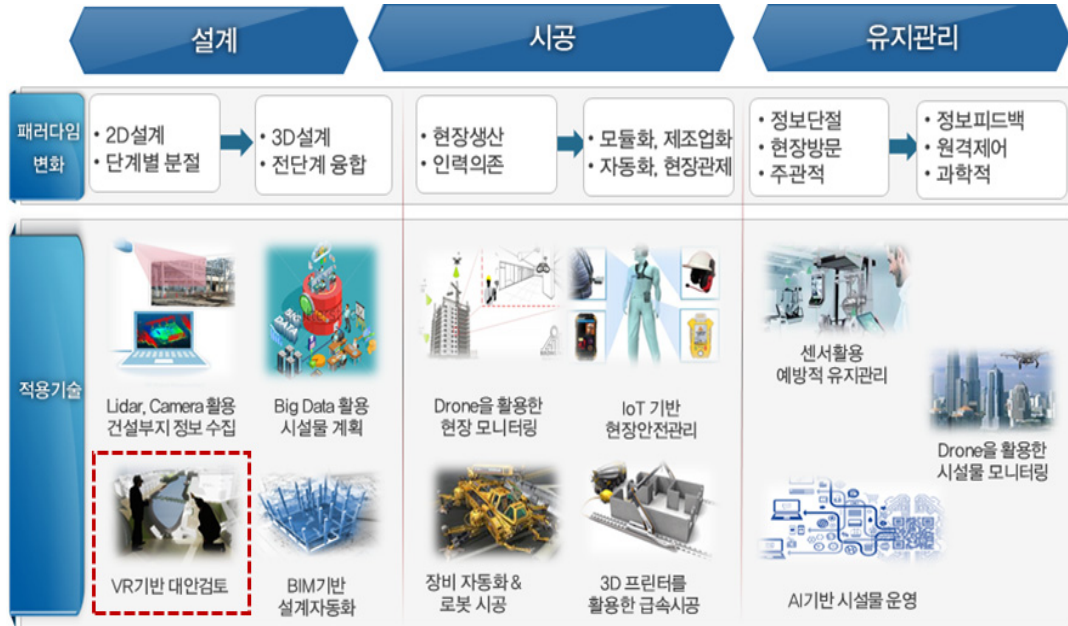 설계
시공
유지관리
패러다임
변화
• 2D설계
• 단계별 분절
• 3D설계
• 전단계 융합
• 현장생산
• 인력의존
• 모듈화, 제조업화
• 자동화, 현장관제
• 정보단절
• 현장방문
• 주관적
• 정보피드백
• 원격제어
• 과학적
적용기술
Lidar, Camera 활용
건설부지 정보 수집
BIG
DATA
Big Data 활용
시설물 계획
Drone을 활용한
현장 모니터링
IoT 기반
현장안전관리
센서활용
예방적 유지관리
Drone을 활용한
시설물 모니터링
VR기반 대안검토
BIM기반
설계자동화
장비 자동화 &
로봇 시공
3D 프린터를
활용한 급속시공
AI기반 시설물 운영